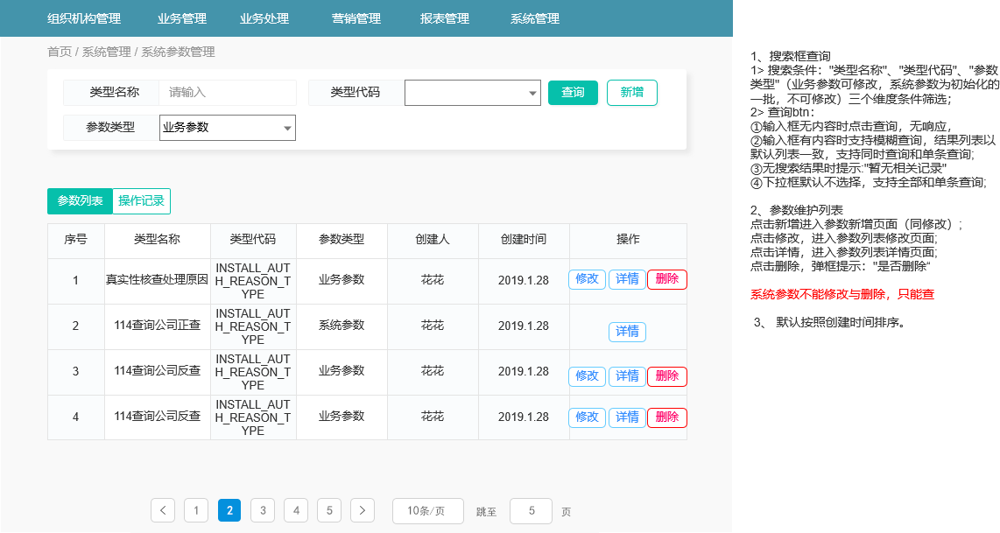 组织机构管理 业务管理 业务处理 营销管理 报表管理 系统管理
首页 / 系统管理 / 系统参数管理
类型名称 请输入 类型代码 查询 新增
参数类型 业务参数
参数列表 操作记录
序号 类型名称 类型代码 参数类型 创建人 创建时间 操作
1 真实性核查处理原因 INSTALL_AUT
H_REASON_T
YPE 业务参数 花花 2019.1.28 修改 详情 删除
2 114查询公司正查 INSTALL_AUT
H_REASON_T
YPE 系统参数 花花 2019.1.28 详情
3 114查询公司反查 INSTALL_AUT
H_REASON_T
YPE 业务参数 花花 2019.1.28 修改 详情 删除
4 114查询公司反查 INSTALL_AUT
H_REASON_T
YPE 业务参数 花花 2019.1.28 修改 详情 删除
< 1 2 3 4 5 > 10条/页 跳至 5 页
1、搜索框查询
1> 搜索条件："类型名称"、"类型代码"、"参数
类型"（业务参数可修改，系统参数为初始化的
一批，不可修改）三个维度条件筛选；
2> 查询btn：
①输入框无内容时点击查询，无响应，
②输入框有内容时支持模糊查询，结果列表以
默认列表一致，支持同时查询和单条查询;
③无搜索结果时提示:"暂无相关记录"
④下拉框默认不选择，支持全部和单条查询;
2、参数维护列表
点击新增进入参数新增页面（同修改）;
点击修改，进入参数列表修改页面;
点击详情，进入参数列表详情页面;
点击删除，弹框提示："是否删除“
系统参数不能修改与删除，只能查
3、 默认按照创建时间排序。